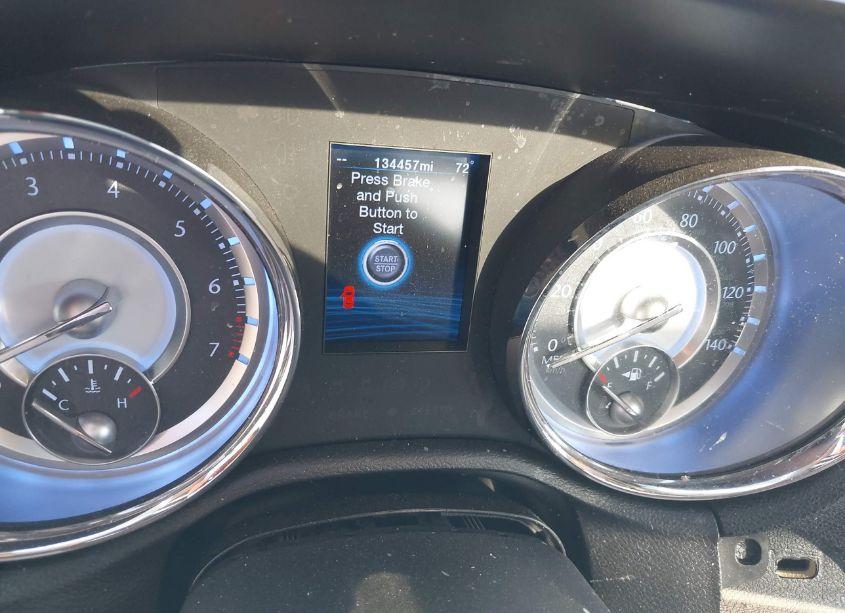 -- 134457mi 72°
Press Brake
and Push
Button to
Start
START
STOP
3
4
5
6
7
C H
0
20
60
80
100
120
140
E F